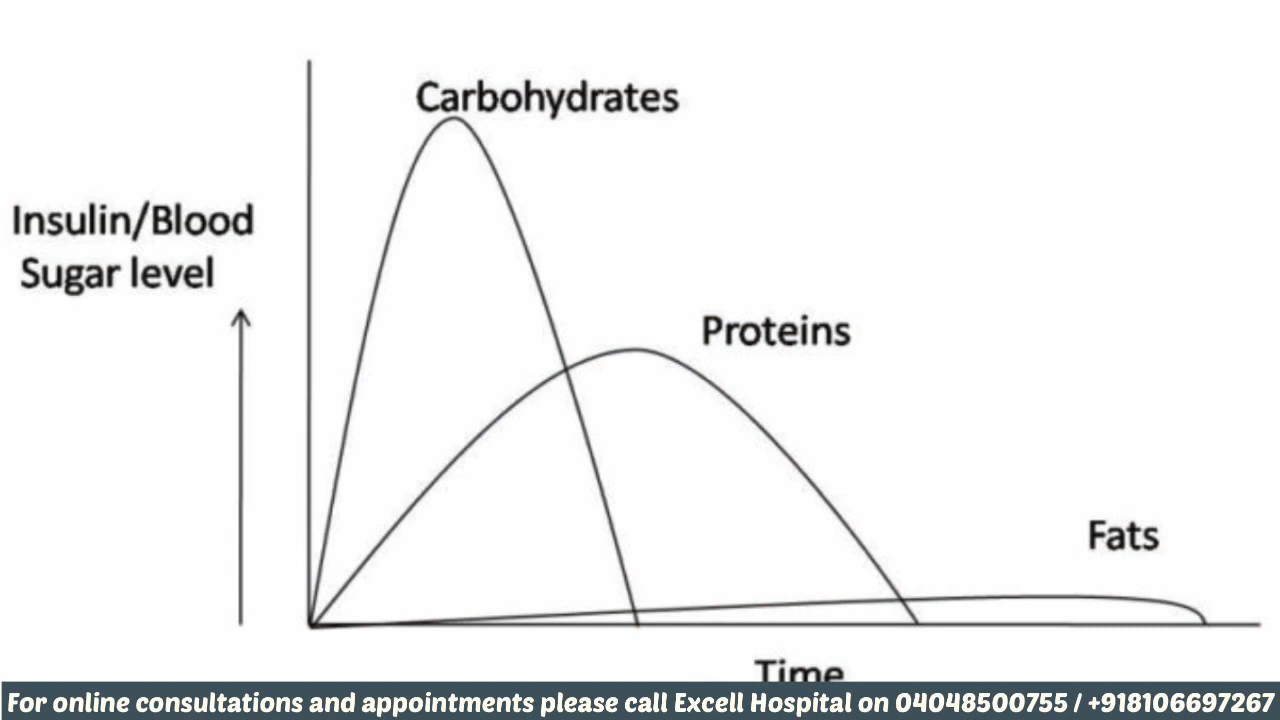 Carbohydrates
Insulin/Blood
Sugar level
Proteins
Fats
Time
For online consultations and appointments please call Excell Hospital on 04048500755 / +918106697267